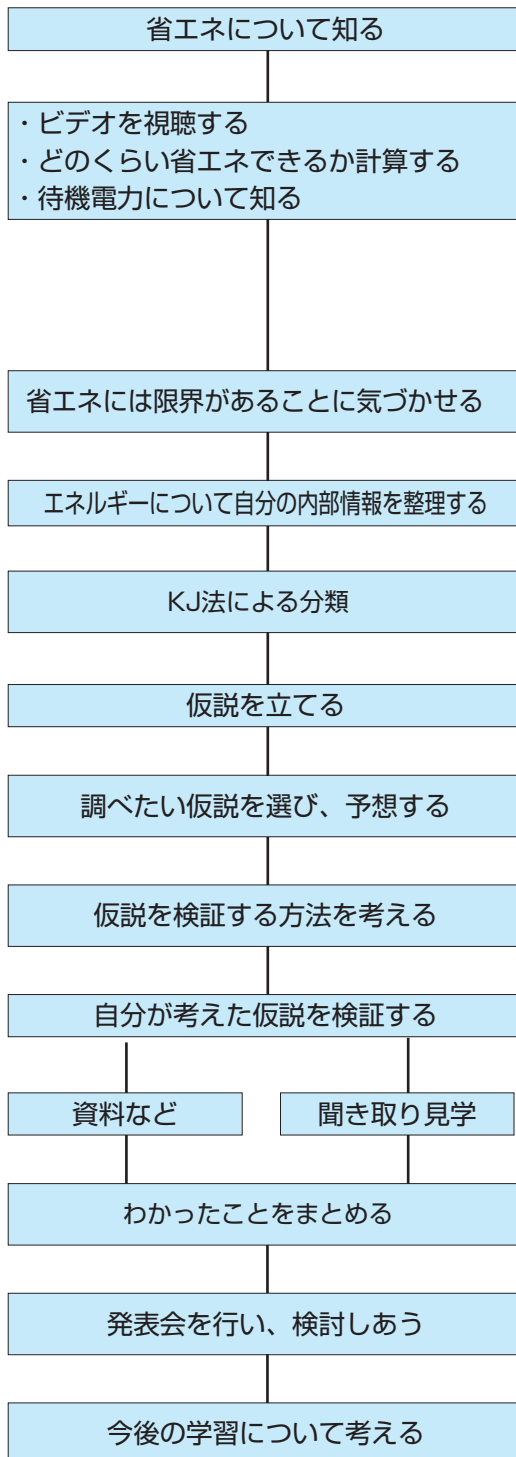 省エネについて知る
・ビデオを視聴する
・どのくらい省エネできるか計算する
・待機電力について知る
省エネには限界があることに気づかせる
エネルギーについて自分の内部情報を整理する
KJ法による分類
仮説を立てる
調べたい仮説を選び、予想する
仮説を検証する方法を考える
自分が考えた仮説を検証する
資料など
聞き取り見学
わかったことをまとめる
発表会を行い、検討しあう
今後の学習について考える